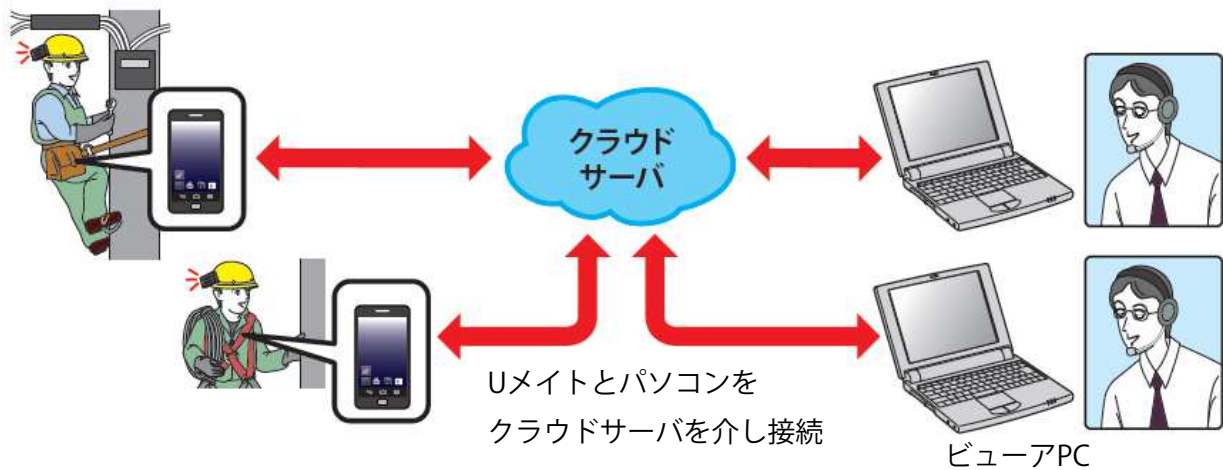 クラウド
サーバ
Uメイトとパソコンを
クラウドサーバを介し接続
ビューアPC